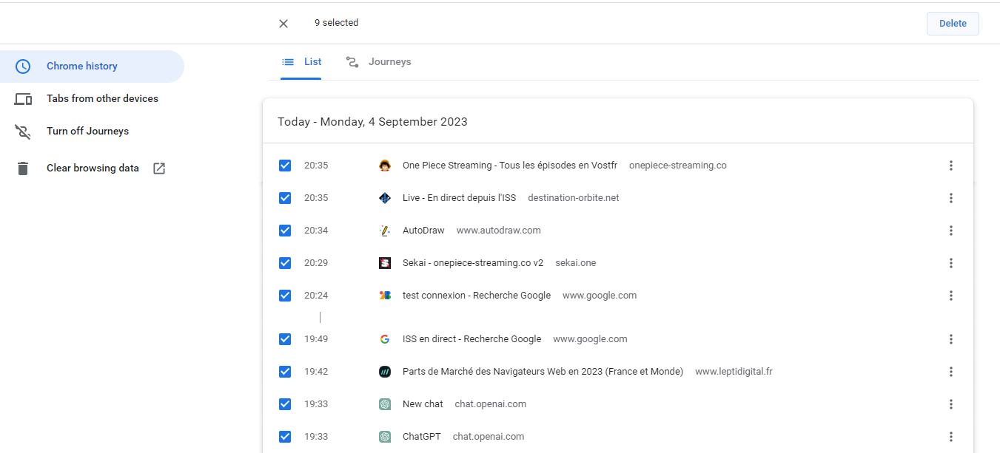 9 selected
Delete
Chrome history
Tabs from other devices
Turn off Journeys
Clear browsing data
List
Journeys
Today - Monday, 4 September 2023
20:35 One Piece Streaming - Tous les épisodes en Vostfr onepiece-streaming.co
20:35 Live - En direct depuis l'ISS destination-orbite.net
20:34 AutoDraw www.autodraw.com
20:29 Sekai - onepiece-streaming.co v2 sekai.one
20:24 test connexion - Recherche Google www.google.com
19:49 ISS en direct - Recherche Google www.google.com
19:42 Parts de Marché des Navigateurs Web en 2023 (France et Monde) www.leptidigital.fr
19:33 New chat chat.openai.com
19:33 ChatGPT chat.openai.com